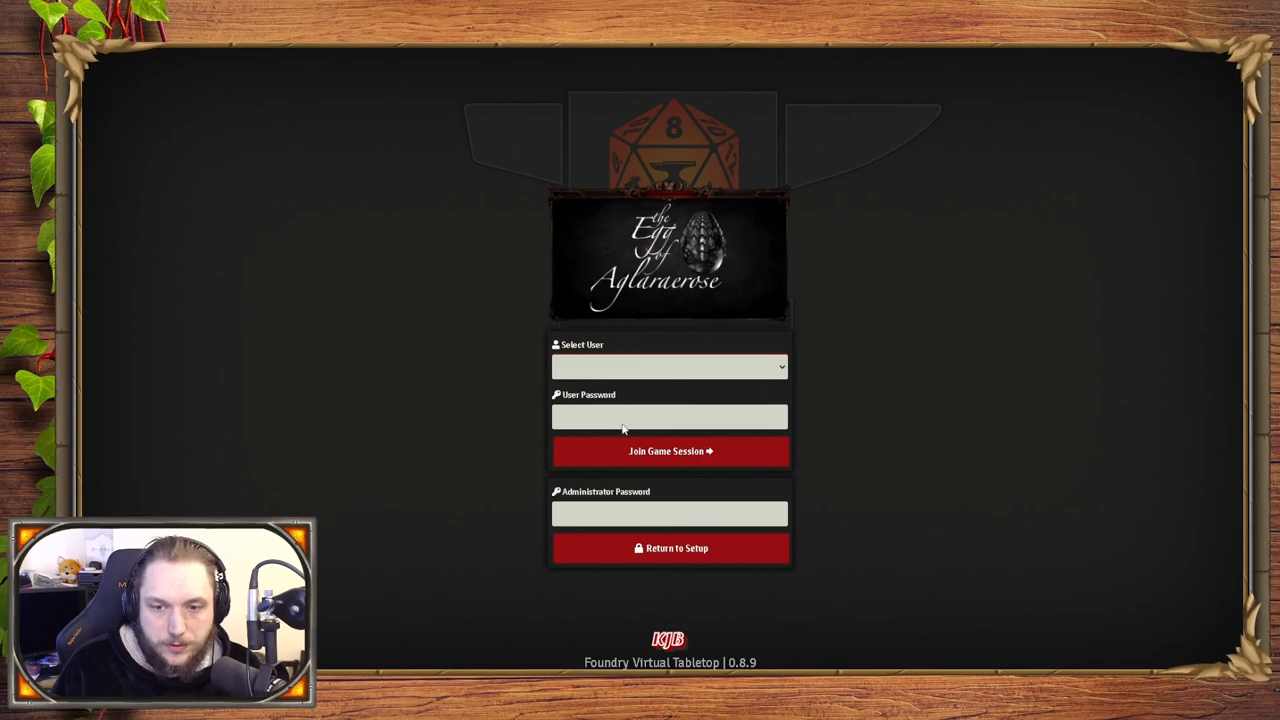 8
the
Egg
of
Aglaraerose
Select User
User Password
Join Game Session
Administrator Password
Return to Setup
KJB
Foundry Virtual Tabletop | 0.8.9